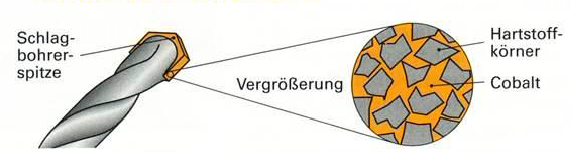 Schlag-
bohrer-
spitze
Vergrößerung
Hartstoff-
körner
Cobalt